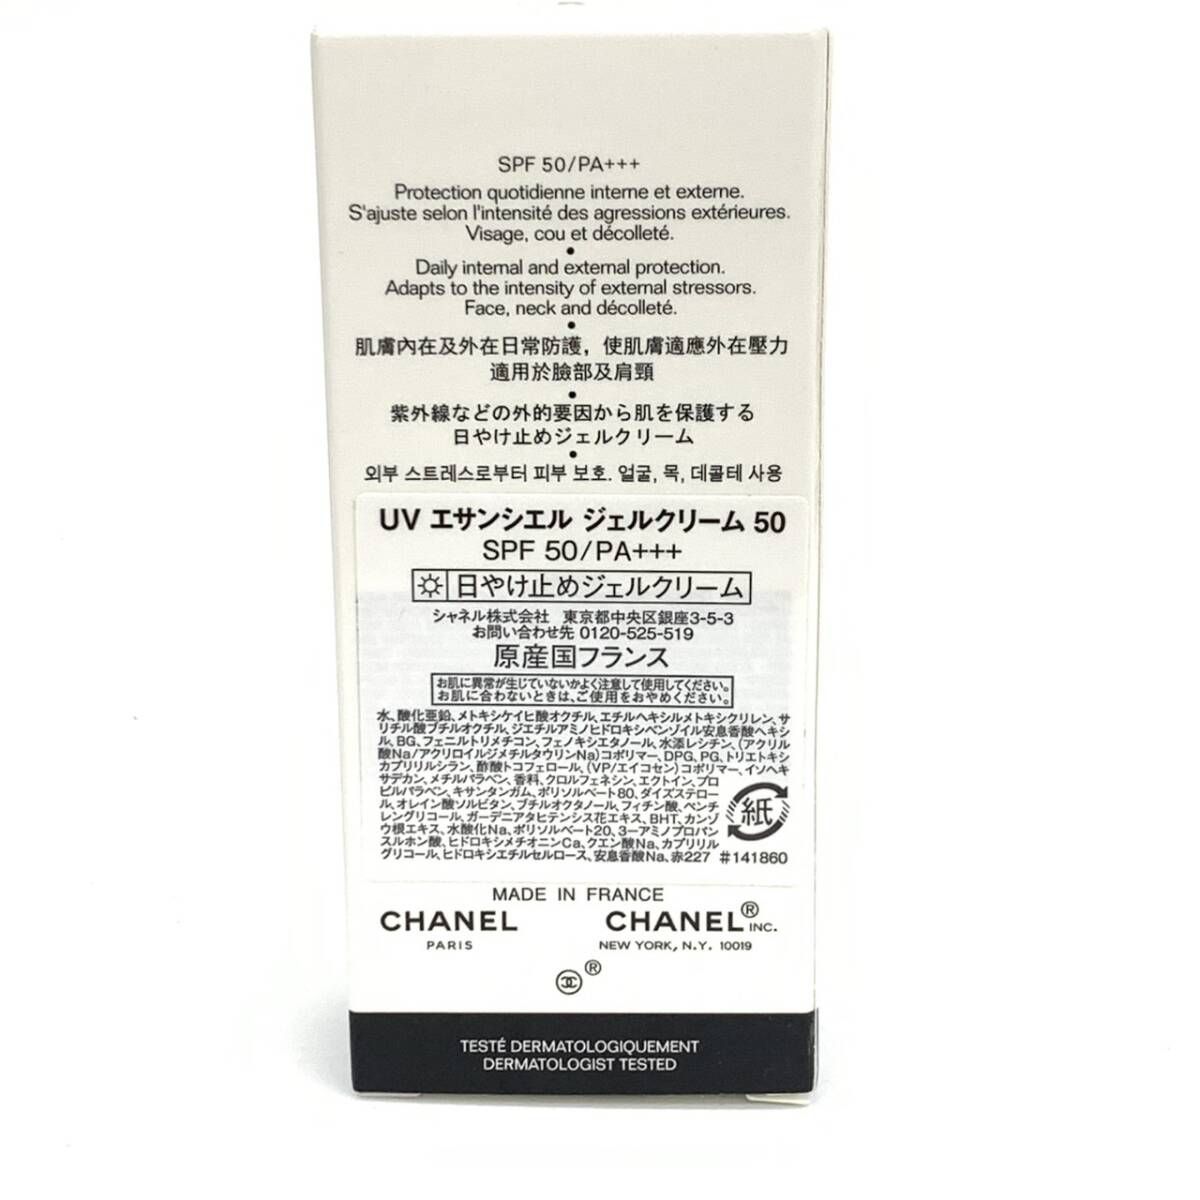 SPF 50/PA+++
Protection quotidienne interne et externe.
S'ajuste selon l'intensité des agressions extérieures.
Visage, cou et décolleté.
•
Daily internal and external protection.
Adapts to the intensity of external stressors.
Face, neck and décolleté.
•
肌膚內在及外在日常防護，使肌膚適應外在壓力
適用於臉部及肩頸
•
紫外線などの外的要因から肌を保護する
日やけ止めジェルクリーム
•
외부 스트레스로부터 피부 보호. 얼굴, 목, 데콜테 사용
UV エサンシエル ジェルクリーム 50
SPF 50/PA+++
日やけ止めジェルクリーム
シャネル株式会社 東京都中央区銀座3-5-3
お問い合わせ先 0120-525-519
原産国フランス
お肌に異常が生じていないかよく注意して使用してください。
お肌に合わないときは、ご使用をおやめください。
水、酸化亜鉛、メトキシケイヒ酸オクチル、エチルヘキシルメトキシクリレン、サ
リチル酸ブチルオクチル、ジエチルアミノヒドロキシベンゾイル安息香酸ヘキシ
ル、BG、フェニルトリメチコン、フェノキシエタノール、水添レシチン、(アクリル
酸Na/アクリロイルジメチルタウリンNa)コポリマー、DPG、PG、トリエトキシ
カプリリルシラン、酢酸トコフェロール、(VP/エイコセン)コポリマー、イソヘキ
サデカン、メチルパラベン、香料、クロルフェネシン、エクトイン、プロ
ピルパラベン、キサンタンガム、ポリソルベート80、ダイズステロー
ル、オレイン酸ソルビタン、ブチルオクタノール、フィチン酸、ペンチ
レングリコール、ガーデニアタヒテンシス花エキス、BHT、カンゾ
ウ根エキス、水酸化Na、ポリソルベート20、3ーアミノプロパン
スルホン酸、ヒドロキシメチオニンCa、クエン酸Na、カプリリル
グリコール、ヒドロキシエチルセルロース、安息香酸Na、赤227 #141860
紙
MADE IN FRANCE
CHANEL CHANEL® INC.
PARIS NEW YORK, N.Y. 10019
®
TESTÉ DERMATOLOGIQUEMENT
DERMATOLOGIST TESTED